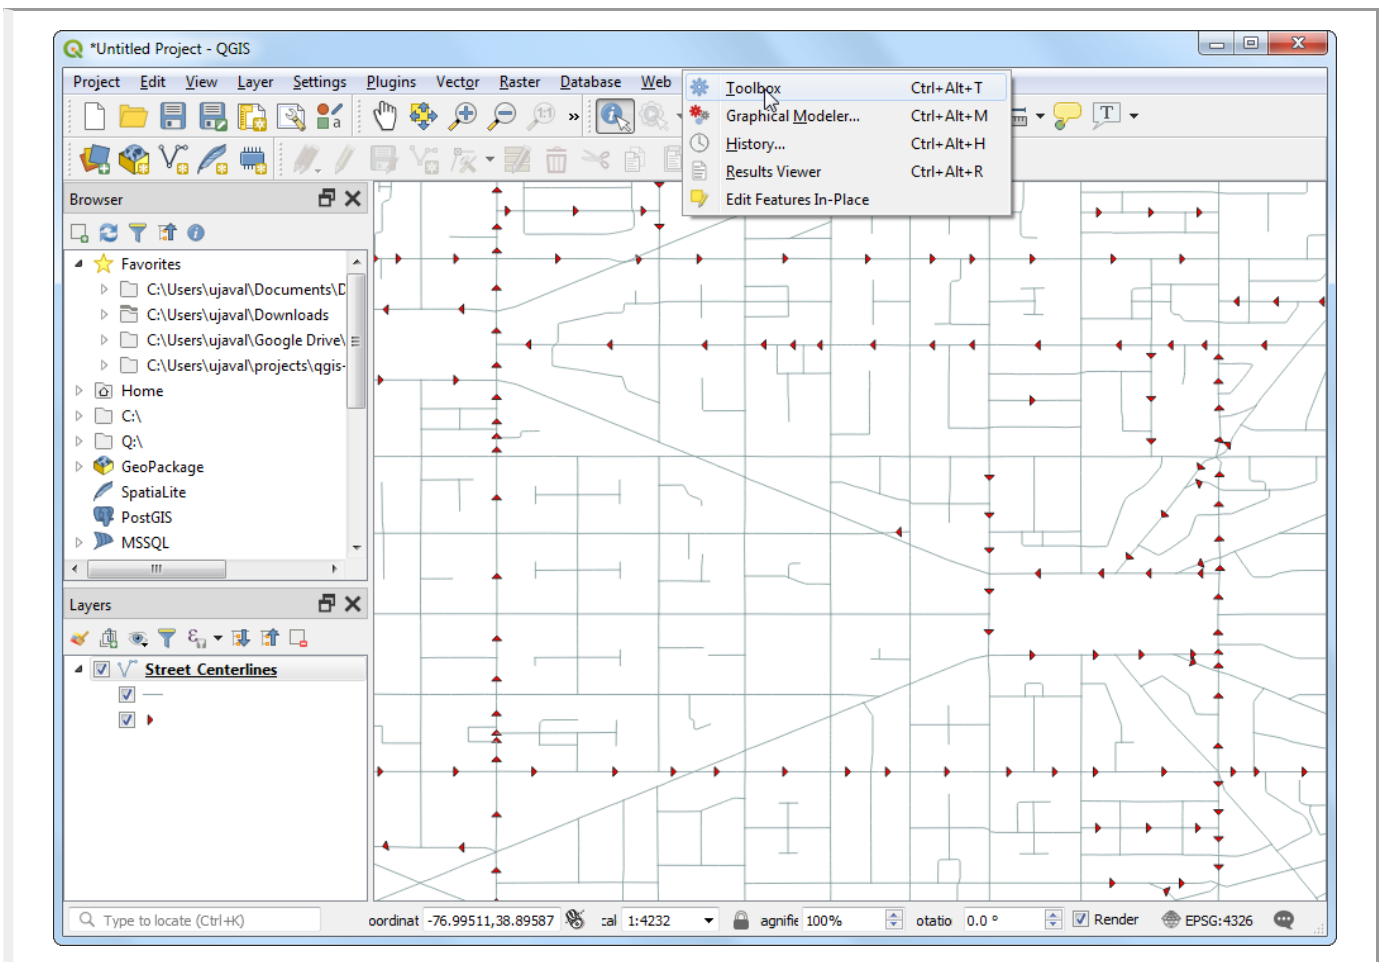 *Untitled Project - QGIS
Project Edit View Layer Settings Plugins Vector Raster Database Web
Toolbox Ctrl+Alt+T
Graphical Modeler... Ctrl+Alt+M
History... Ctrl+Alt+H
Results Viewer Ctrl+Alt+R
Edit Features In-Place
1:1
»
a
T
Browser
Favorites
C:\Users\ujaval\Documents\D
C:\Users\ujaval\Downloads
C:\Users\ujaval\Google Drive\
C:\Users\ujaval\projects\qgis-
Home
C:\
Q:\
GeoPackage
SpatiaLite
PostGIS
MSSQL
Layers
Street Centerlines
Type to locate (Ctrl+K)
oordinat -76.99511,38.89587 :al 1:4232 agnifie 100% otatio 0.0 ° Render EPSG:4326